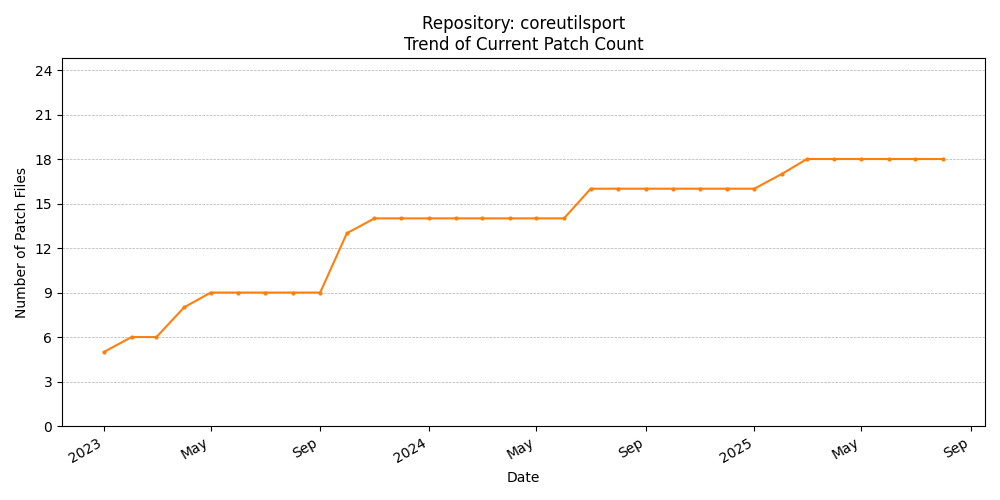 Repository: coreutilsport
Trend of Current Patch Count
24
21
18
15
12
9
6
3
0
Number of Patch Files
2023
May
Sep
2024
May
Sep
2025
May
Sep
Date